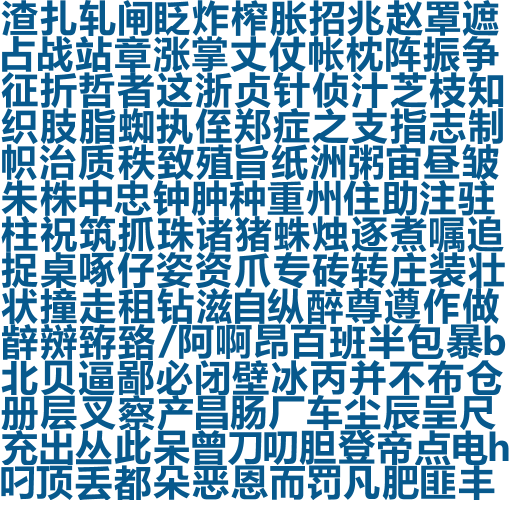 渣扎轧闸眨炸榨胀招兆赵罩遮
占战站章涨掌丈仗帐枕阵振争
征折哲者这浙贞针侦汁芝枝知
织肢脂蜘执侄郑症之支指志制
帜治质秩致殖旨纸洲粥宙昼皱
朱株中忠钟肿种重州住助注驻
柱祝筑抓珠诸猪蛛烛逐煮嘱追
捉桌啄仔姿资爪专砖转庄装壮
状撞走租钻滋自纵醉尊遵作做
辥辬臶臵/阿啊昂百班半包暴b
北贝逼鄙必闭壁冰丙并不布仓
册层叉察产昌肠厂车尘辰呈尺
充出丛此呆曾刀叨胆登帝点电h
叼顶丢都朵恶恩而罚凡肥匪丰